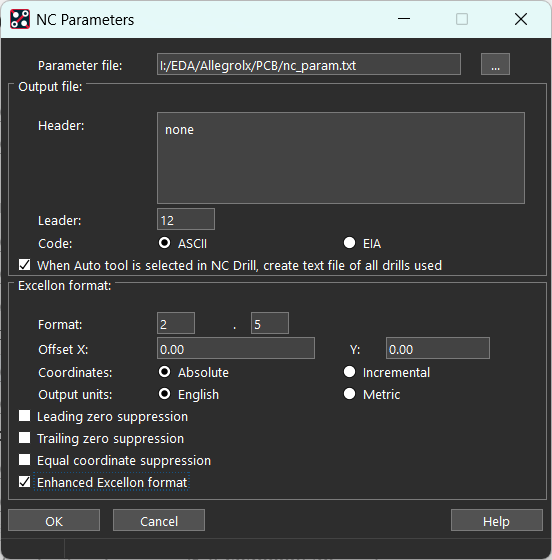 NC Parameters
Parameter file: I:/EDA/Allegrolx/PCB/nc_param.txt ...
Output file:
Header: none
Leader: 12
Code: ASCII EIA
When Auto tool is selected in NC Drill, create text file of all drills used
Excellon format:
Format: 2 . 5
Offset X: 0.00 Y: 0.00
Coordinates: Absolute Incremental
Output units: English Metric
Leading zero suppression
Trailing zero suppression
Equal coordinate suppression
Enhanced Excellon format
OK Cancel Help